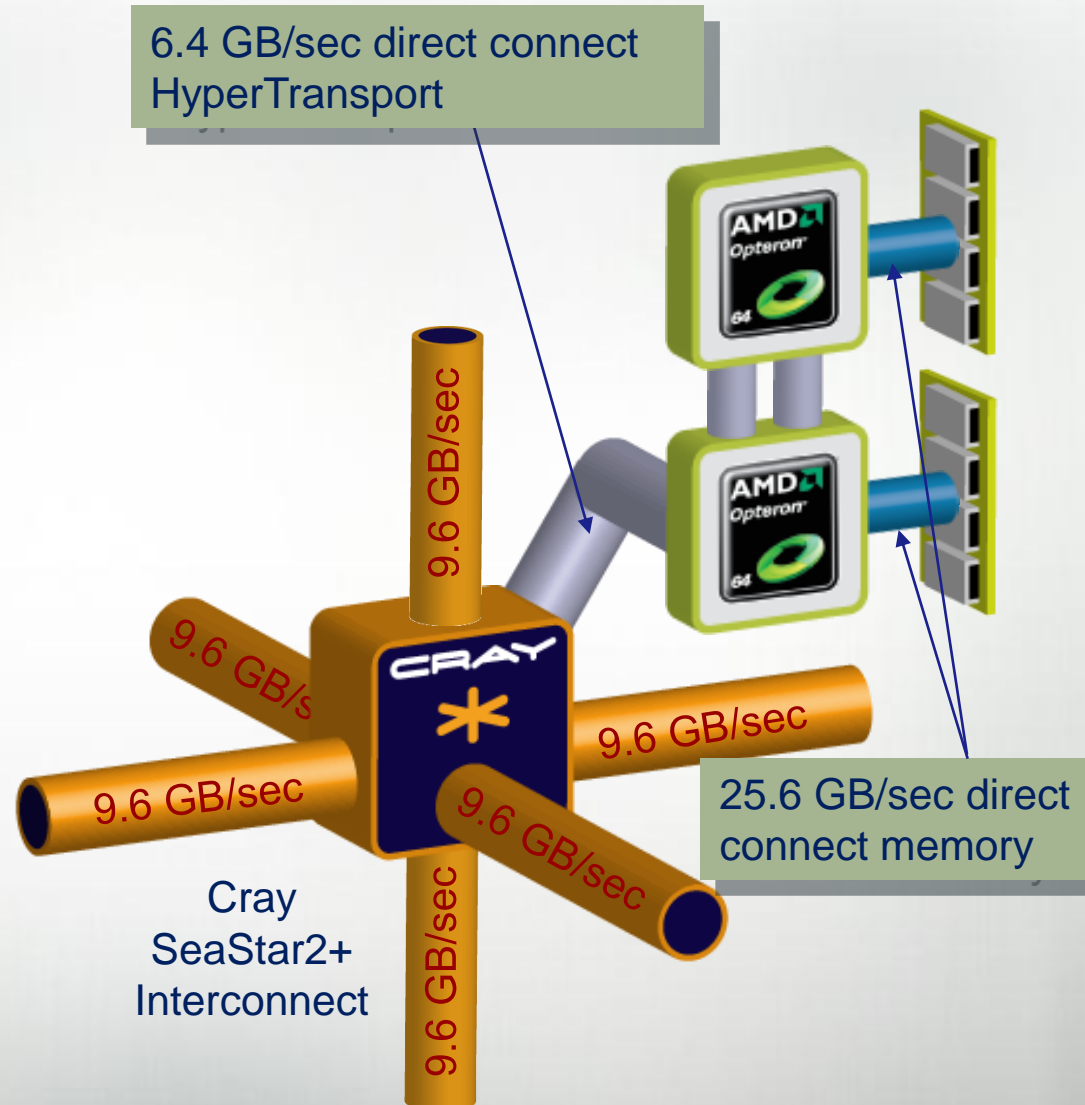 6.4 GB/sec direct connect
HyperTransport
AMD
Opteron
64
AMD
Opteron
64
9.6 GB/sec
9.6 GB/s
CRAY
9.6 GB/sec
9.6 GB/sec
9.6 GB/sec
25.6 GB/sec direct
connect memory
9.6 GB/sec
Cray
SeaStar2+
Interconnect